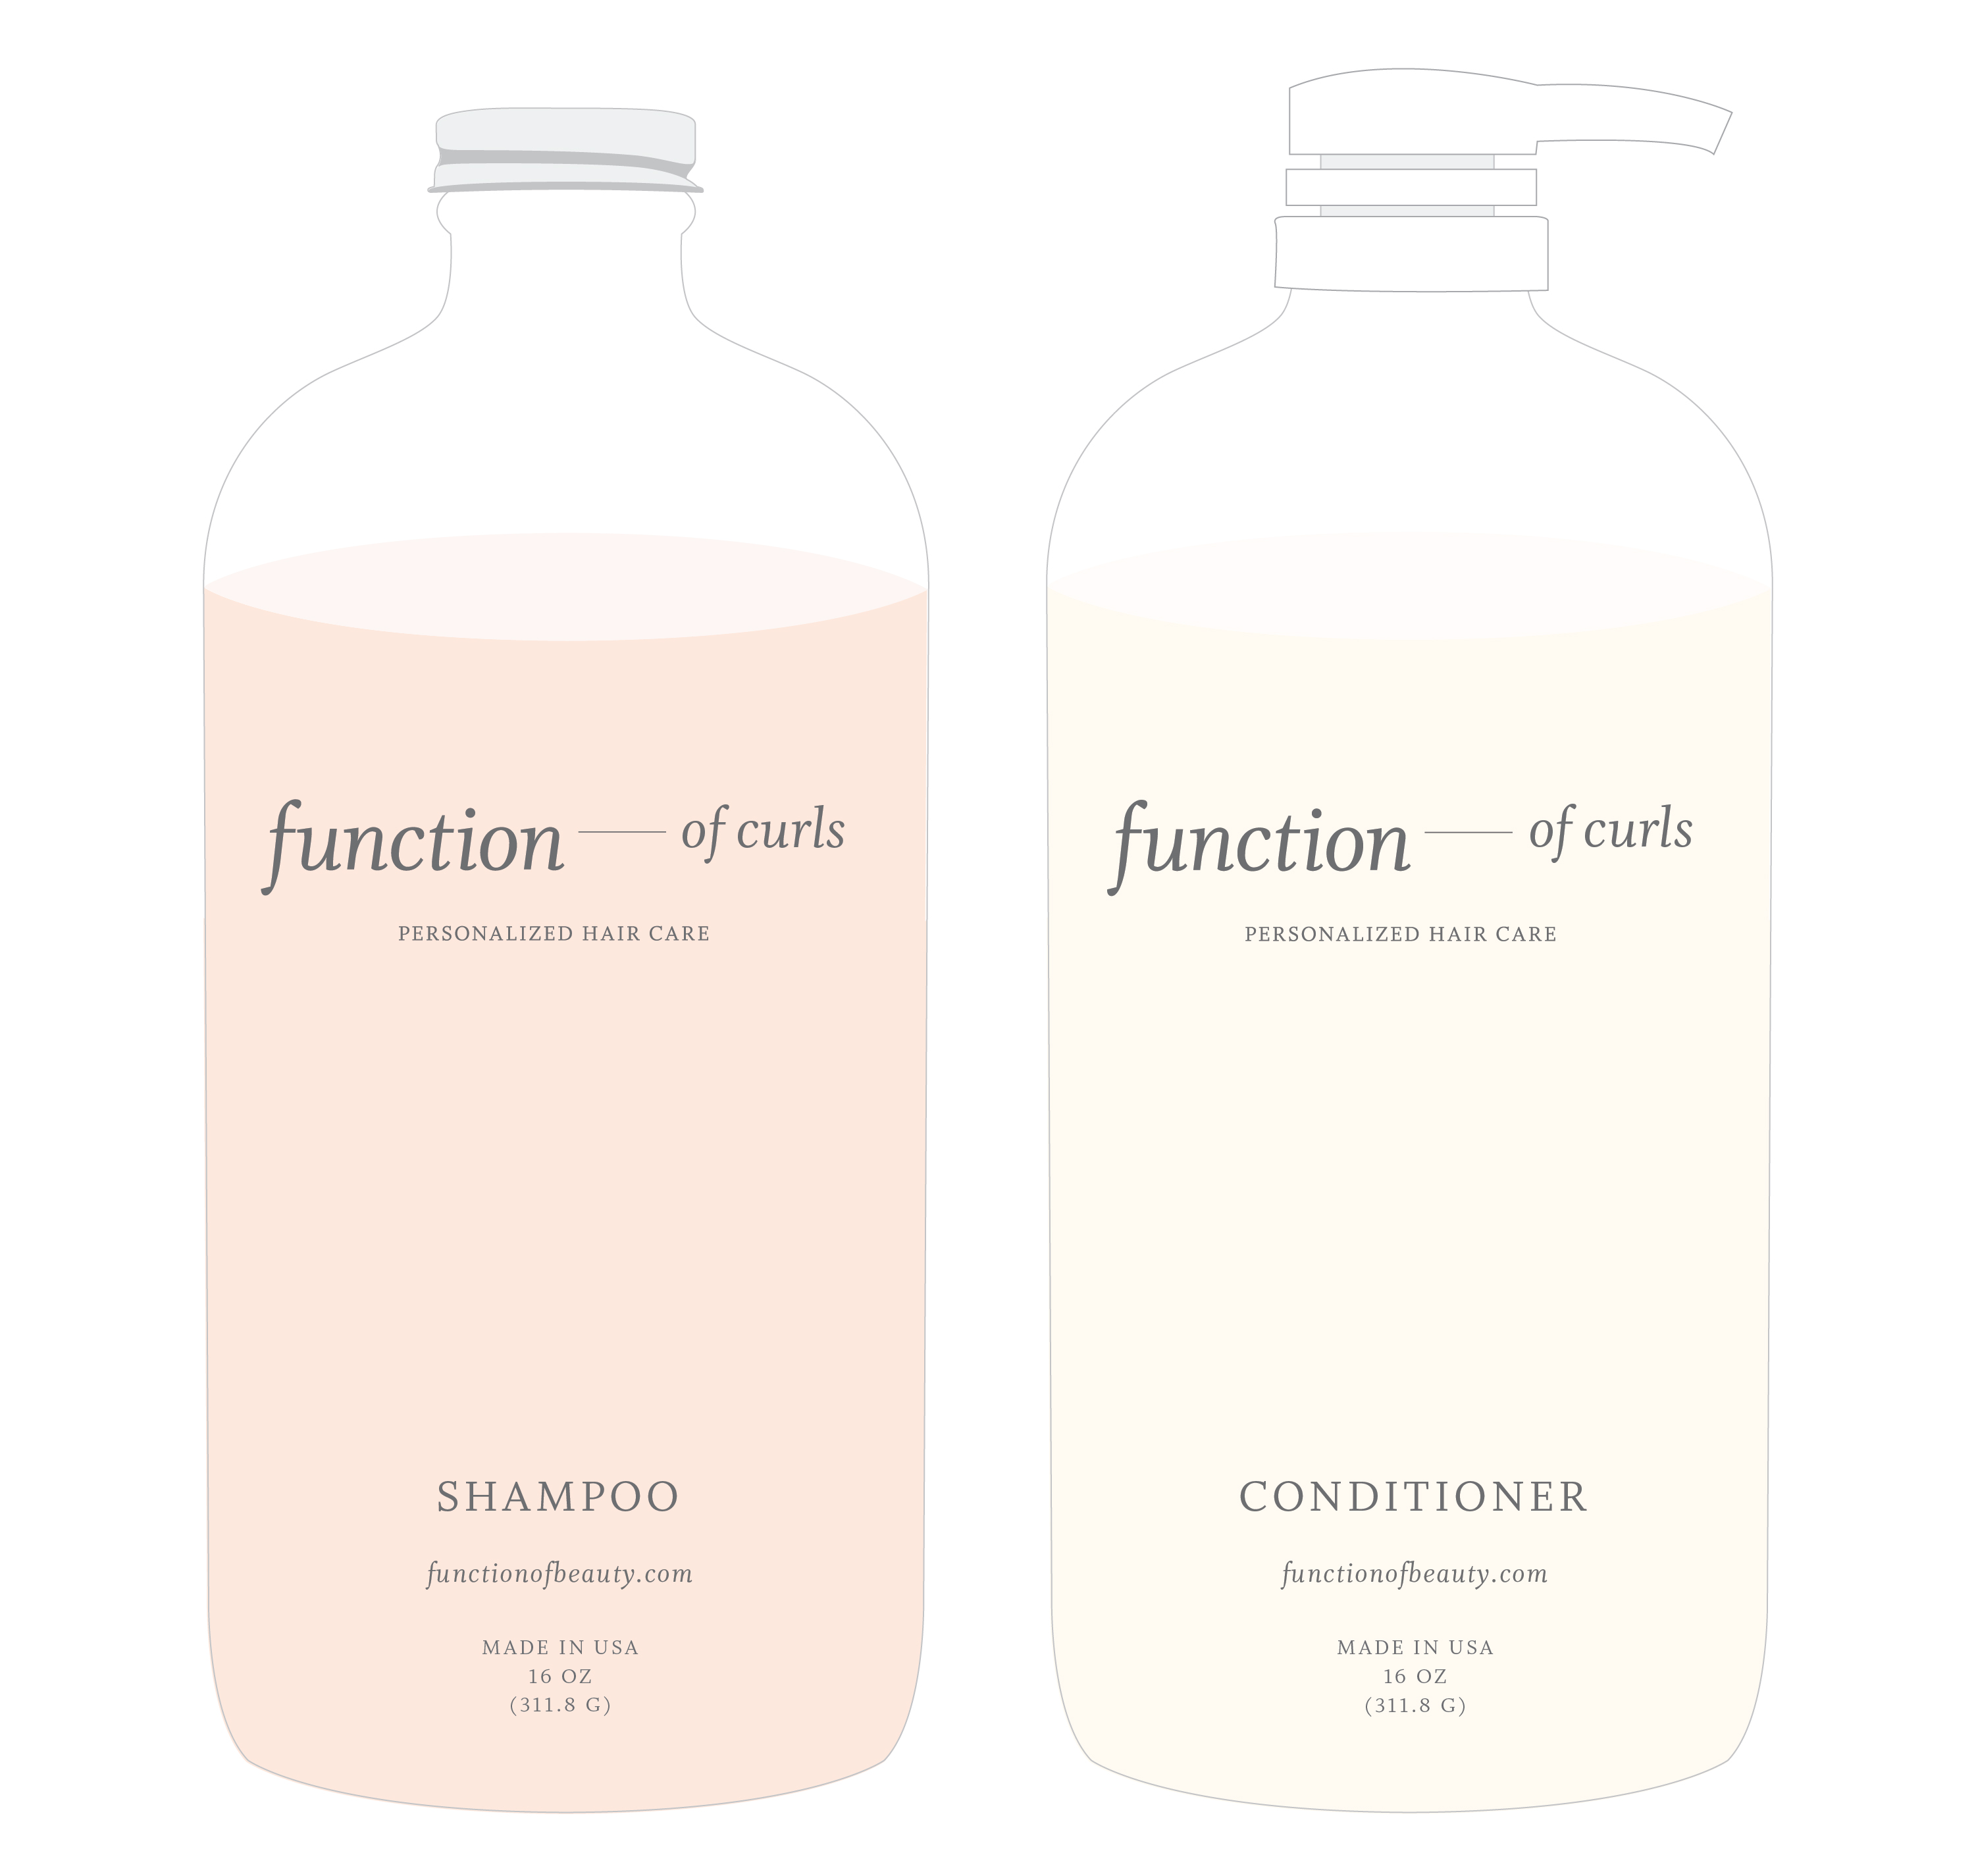 function — of curls
PERSONALIZED HAIR CARE
SHAMPOO
functionofbeauty.com
MADE IN USA
16 OZ
(311.8 G)
function — of curls
PERSONALIZED HAIR CARE
CONDITIONER
functionofbeauty.com
MADE IN USA
16 OZ
(311.8 G)